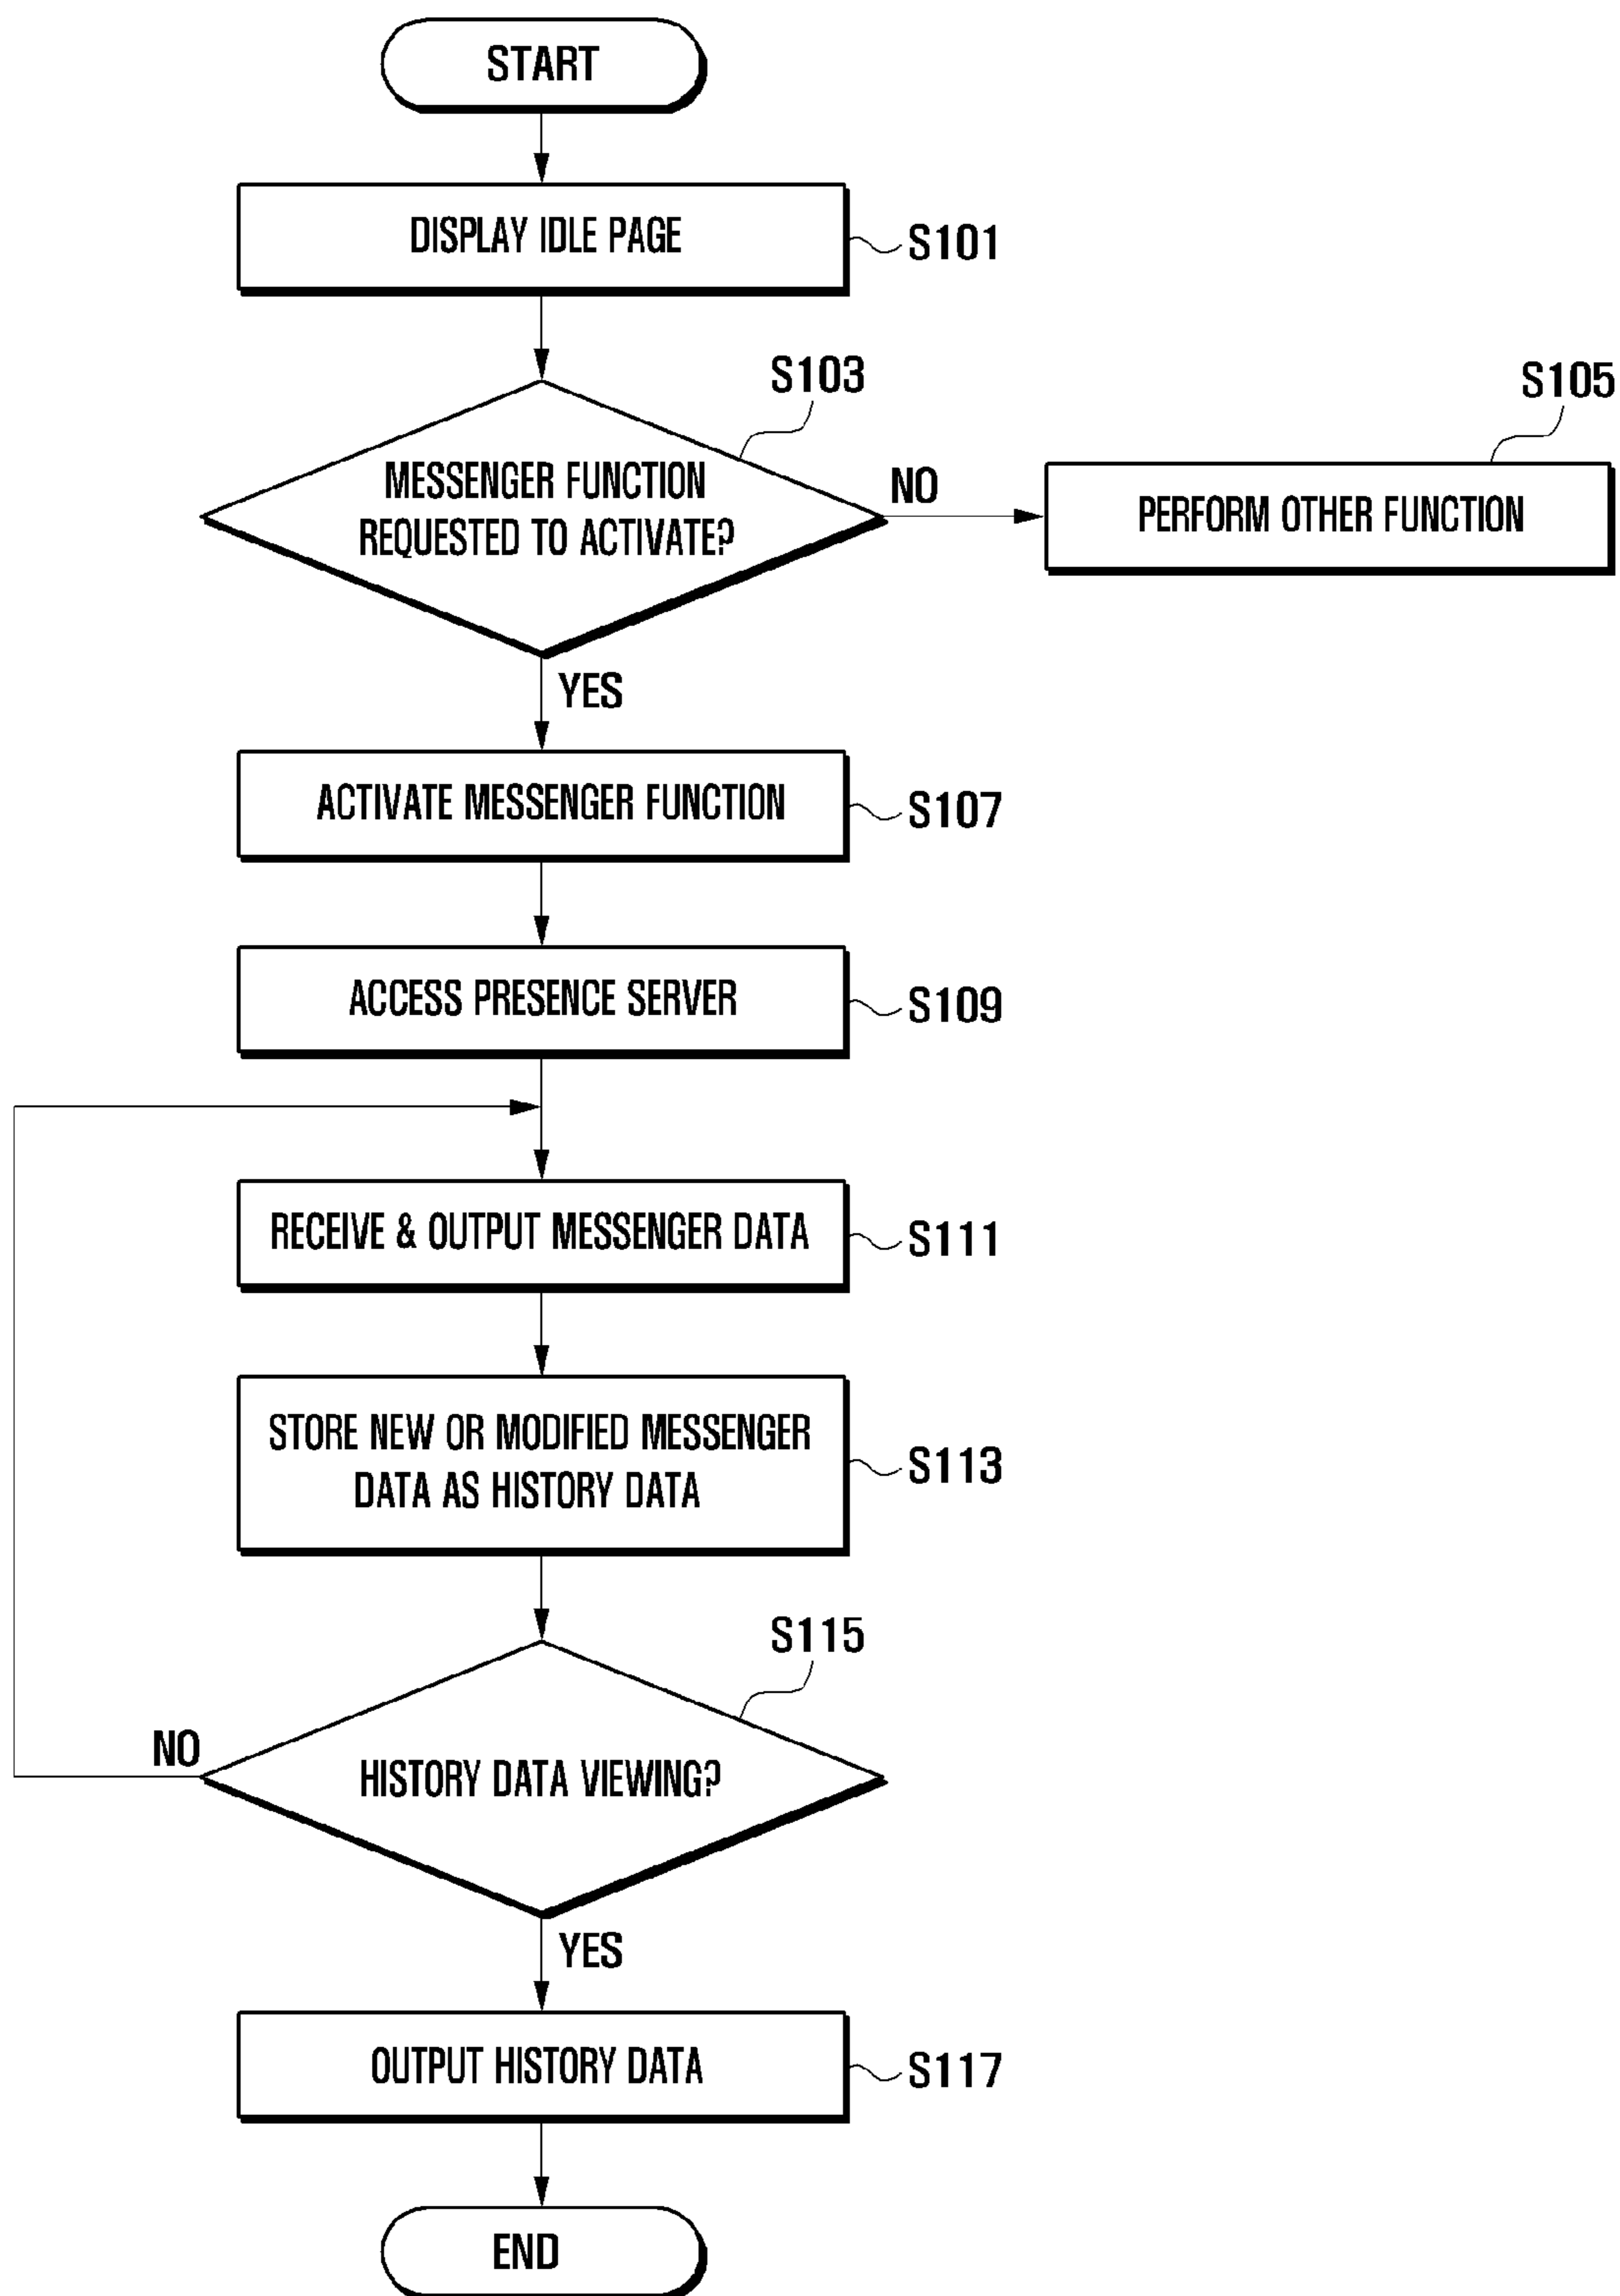 START
DISPLAY IDLE PAGE
S101
S103
S105
MESSENGER FUNCTION
REQUESTED TO ACTIVATE?
NO
PERFORM OTHER FUNCTION
YES
ACTIVATE MESSENGER FUNCTION
S107
ACCESS PRESENCE SERVER
S109
RECEIVE & OUTPUT MESSENGER DATA
S111
STORE NEW OR MODIFIED MESSENGER
DATA AS HISTORY DATA
S113
S115
NO
HISTORY DATA VIEWING?
YES
OUTPUT HISTORY DATA
S117
END